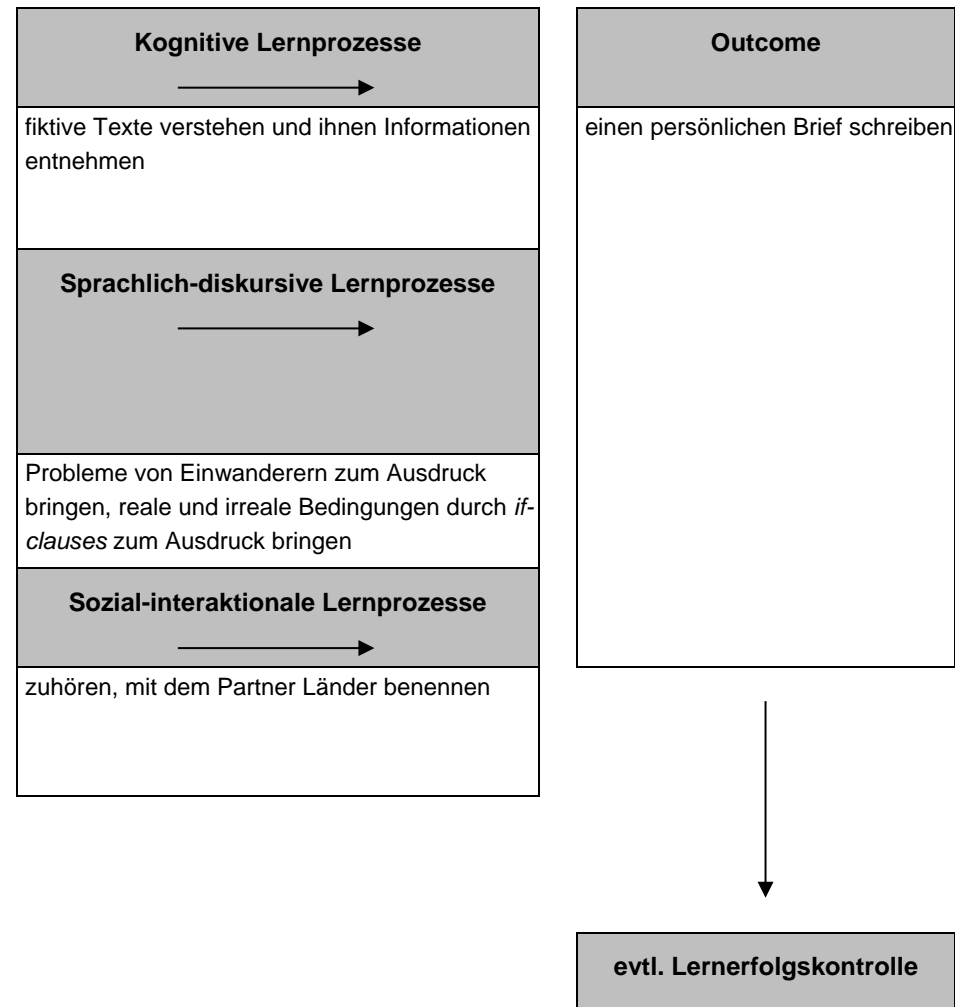 Kognitive Lernprozesse
fiktive Texte verstehen und ihnen Informationen
entnehmen
Sprachlich-diskursive Lernprozesse
Probleme von Einwanderern zum Ausdruck
bringen, reale und irreale Bedingungen durch if-
clauses zum Ausdruck bringen
Sozial-interaktionale Lernprozesse
zuhören, mit dem Partner Länder benennen
Outcome
einen persönlichen Brief schreiben
evtl. Lernerfolgskontrolle